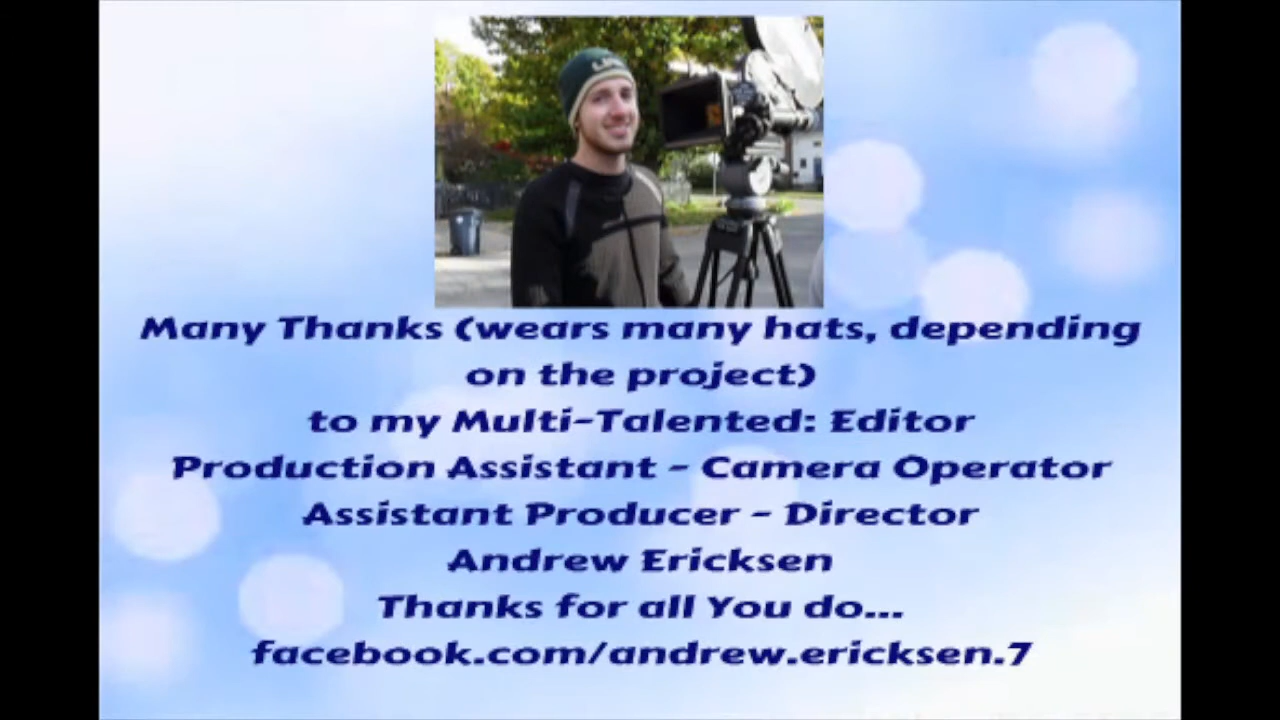 Many Thanks (wears many hats, depending
on the project)
to my Multi-Talented: Editor
Production Assistant - Camera Operator
Assistant Producer - Director
Andrew Ericksen
Thanks for all You do...
facebook.com/andrew.ericksen.7